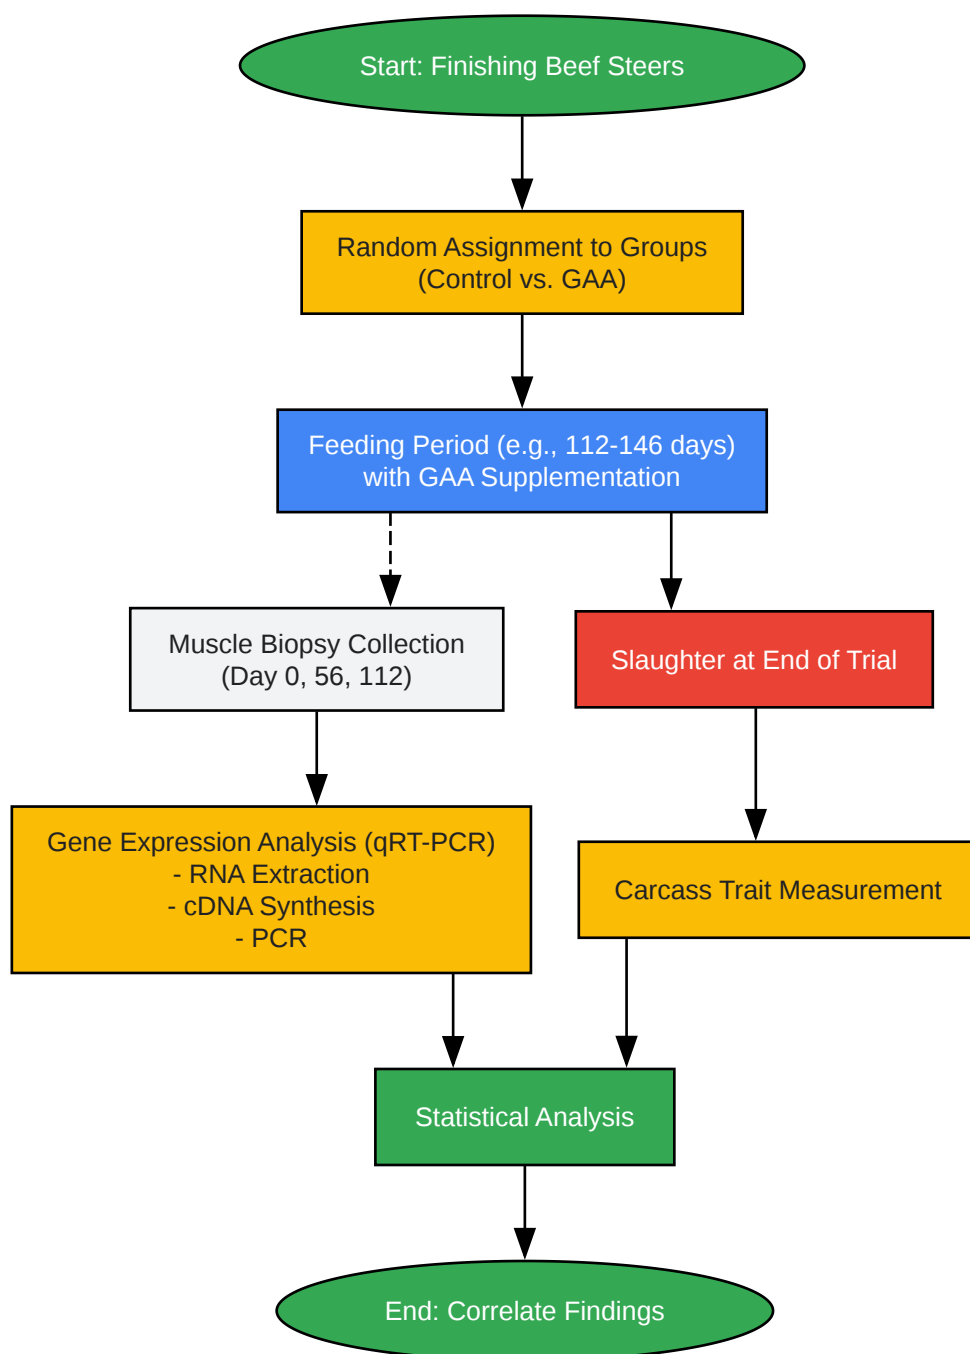 Start: Finishing Beef Steers
Random Assignment to Groups
(Control vs. GAA)
Feeding Period (e.g., 112-146 days)
with GAA Supplementation
Muscle Biopsy Collection
(Day 0, 56, 112)
Slaughter at End of Trial
Gene Expression Analysis (qRT-PCR)
- RNA Extraction
- cDNA Synthesis
- PCR
Carcass Trait Measurement
Statistical Analysis
End: Correlate Findings